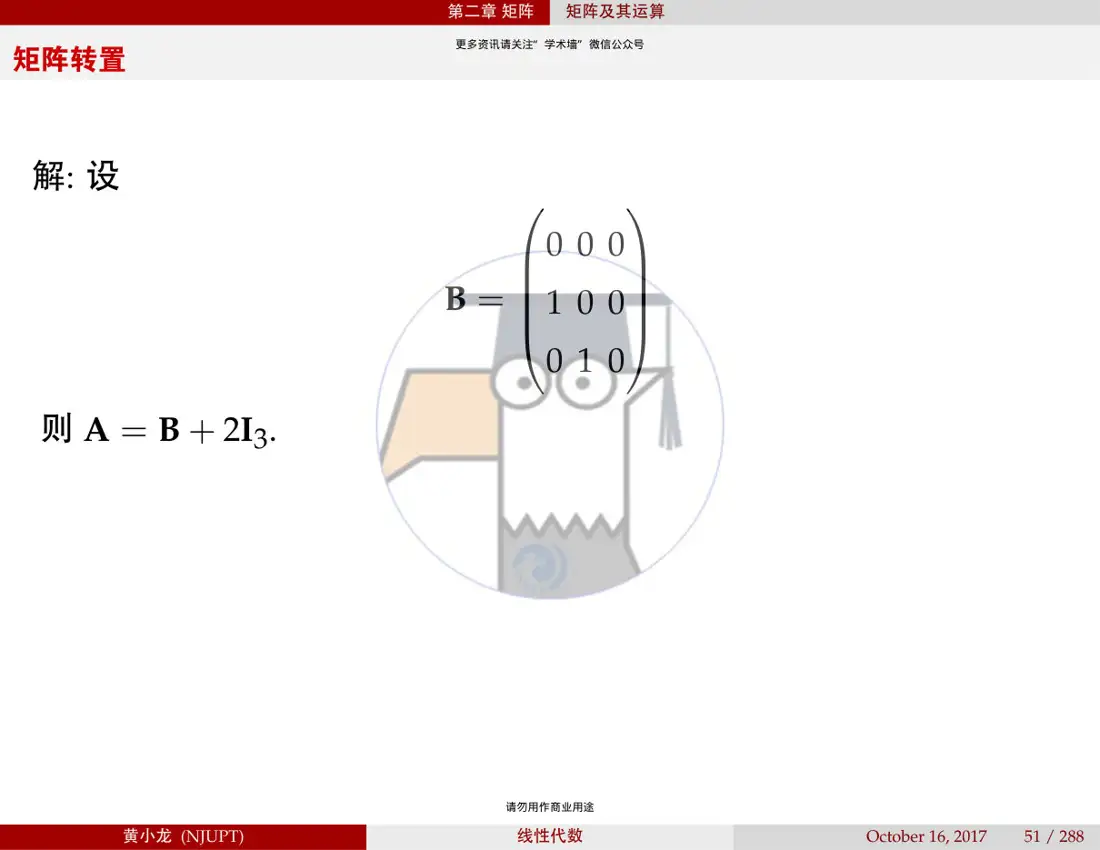 第二章 矩阵 矩阵及其运算
更多资讯请关注“学术墙”微信公众号
矩阵转置
解: 设
0 0 0
B = 1 0 0
0 1 0
则 A = B + 2I₃.
请勿用作商业用途
黄小龙 (NJUPT) 线性代数 October 16, 2017 51 / 288